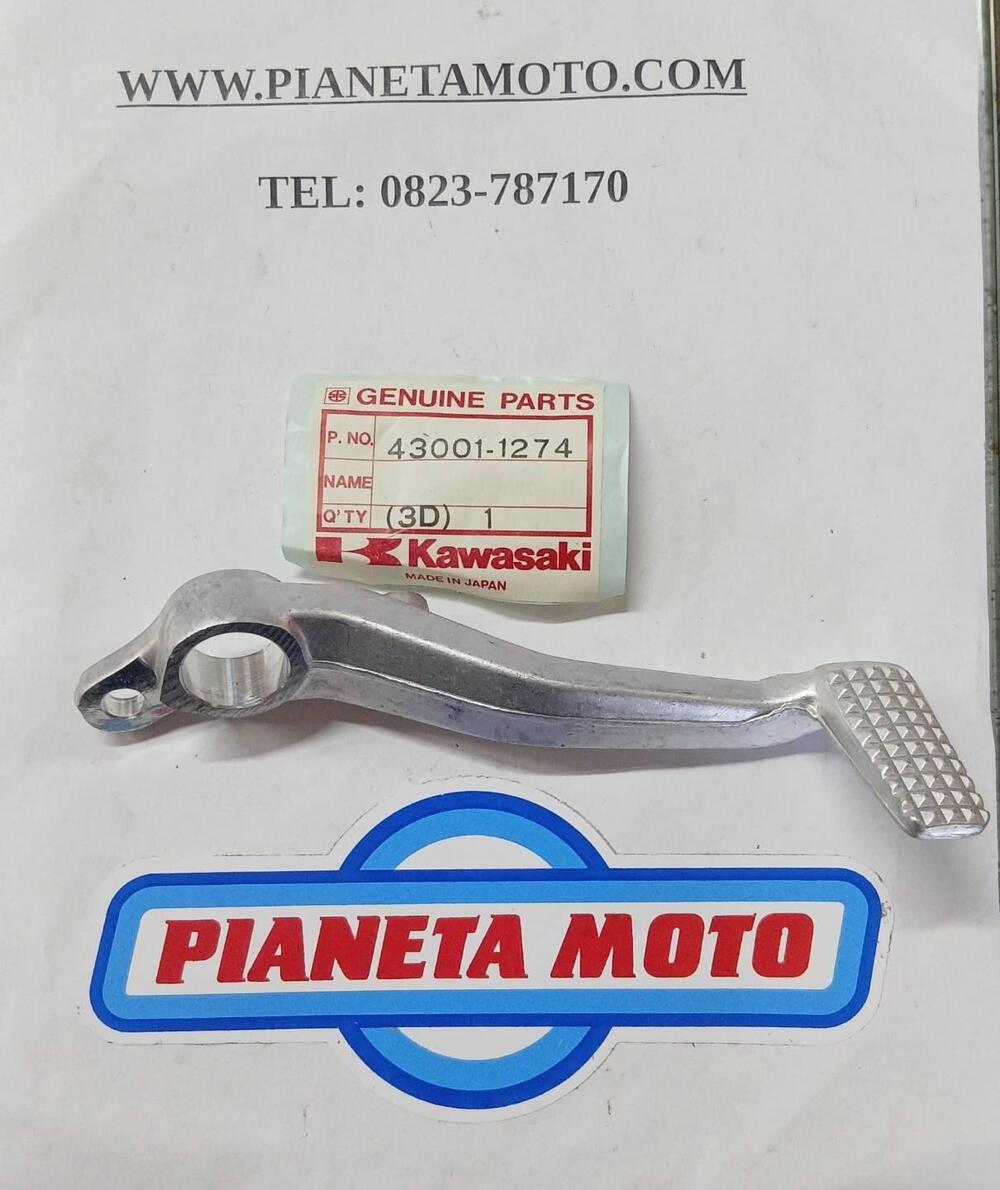 WWW.PIANETAMOTO.COM
TEL: 0823-787170
GENUINE PARTS
P. NO. 43001-1274
NAME
Q'TY (3D) 1
Kawasaki
MADE IN JAPAN
PIANETA MOTO